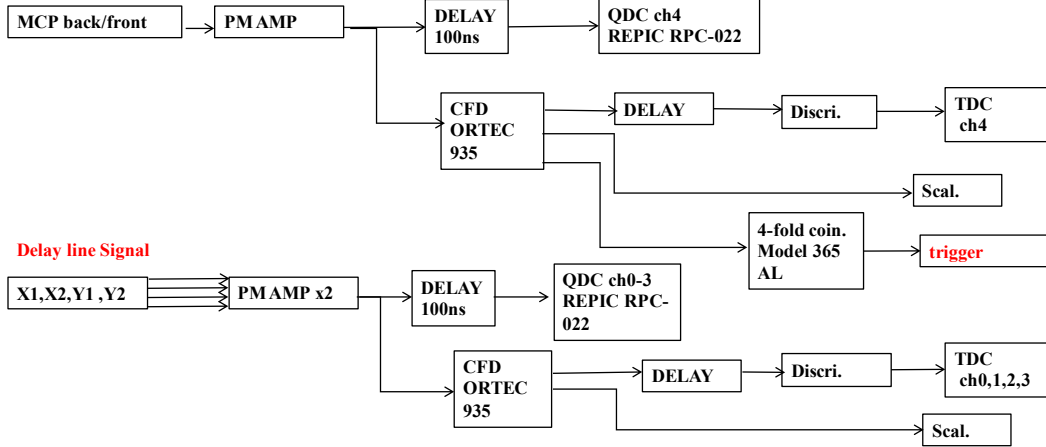 MCP back/front
PM AMP
DELAY
100ns
QDC ch4
REPIC RPC-022
CFD
ORTEC
935
DELAY
Discri.
TDC
ch4
Scal.
4-fold coin.
Model 365
AL
trigger
Delay line Signal
X1,X2,Y1 ,Y2
PM AMP x2
DELAY
100ns
QDC ch0-3
REPIC RPC-
022
CFD
ORTEC
935
DELAY
Discri.
TDC
ch0,1,2,3
Scal.